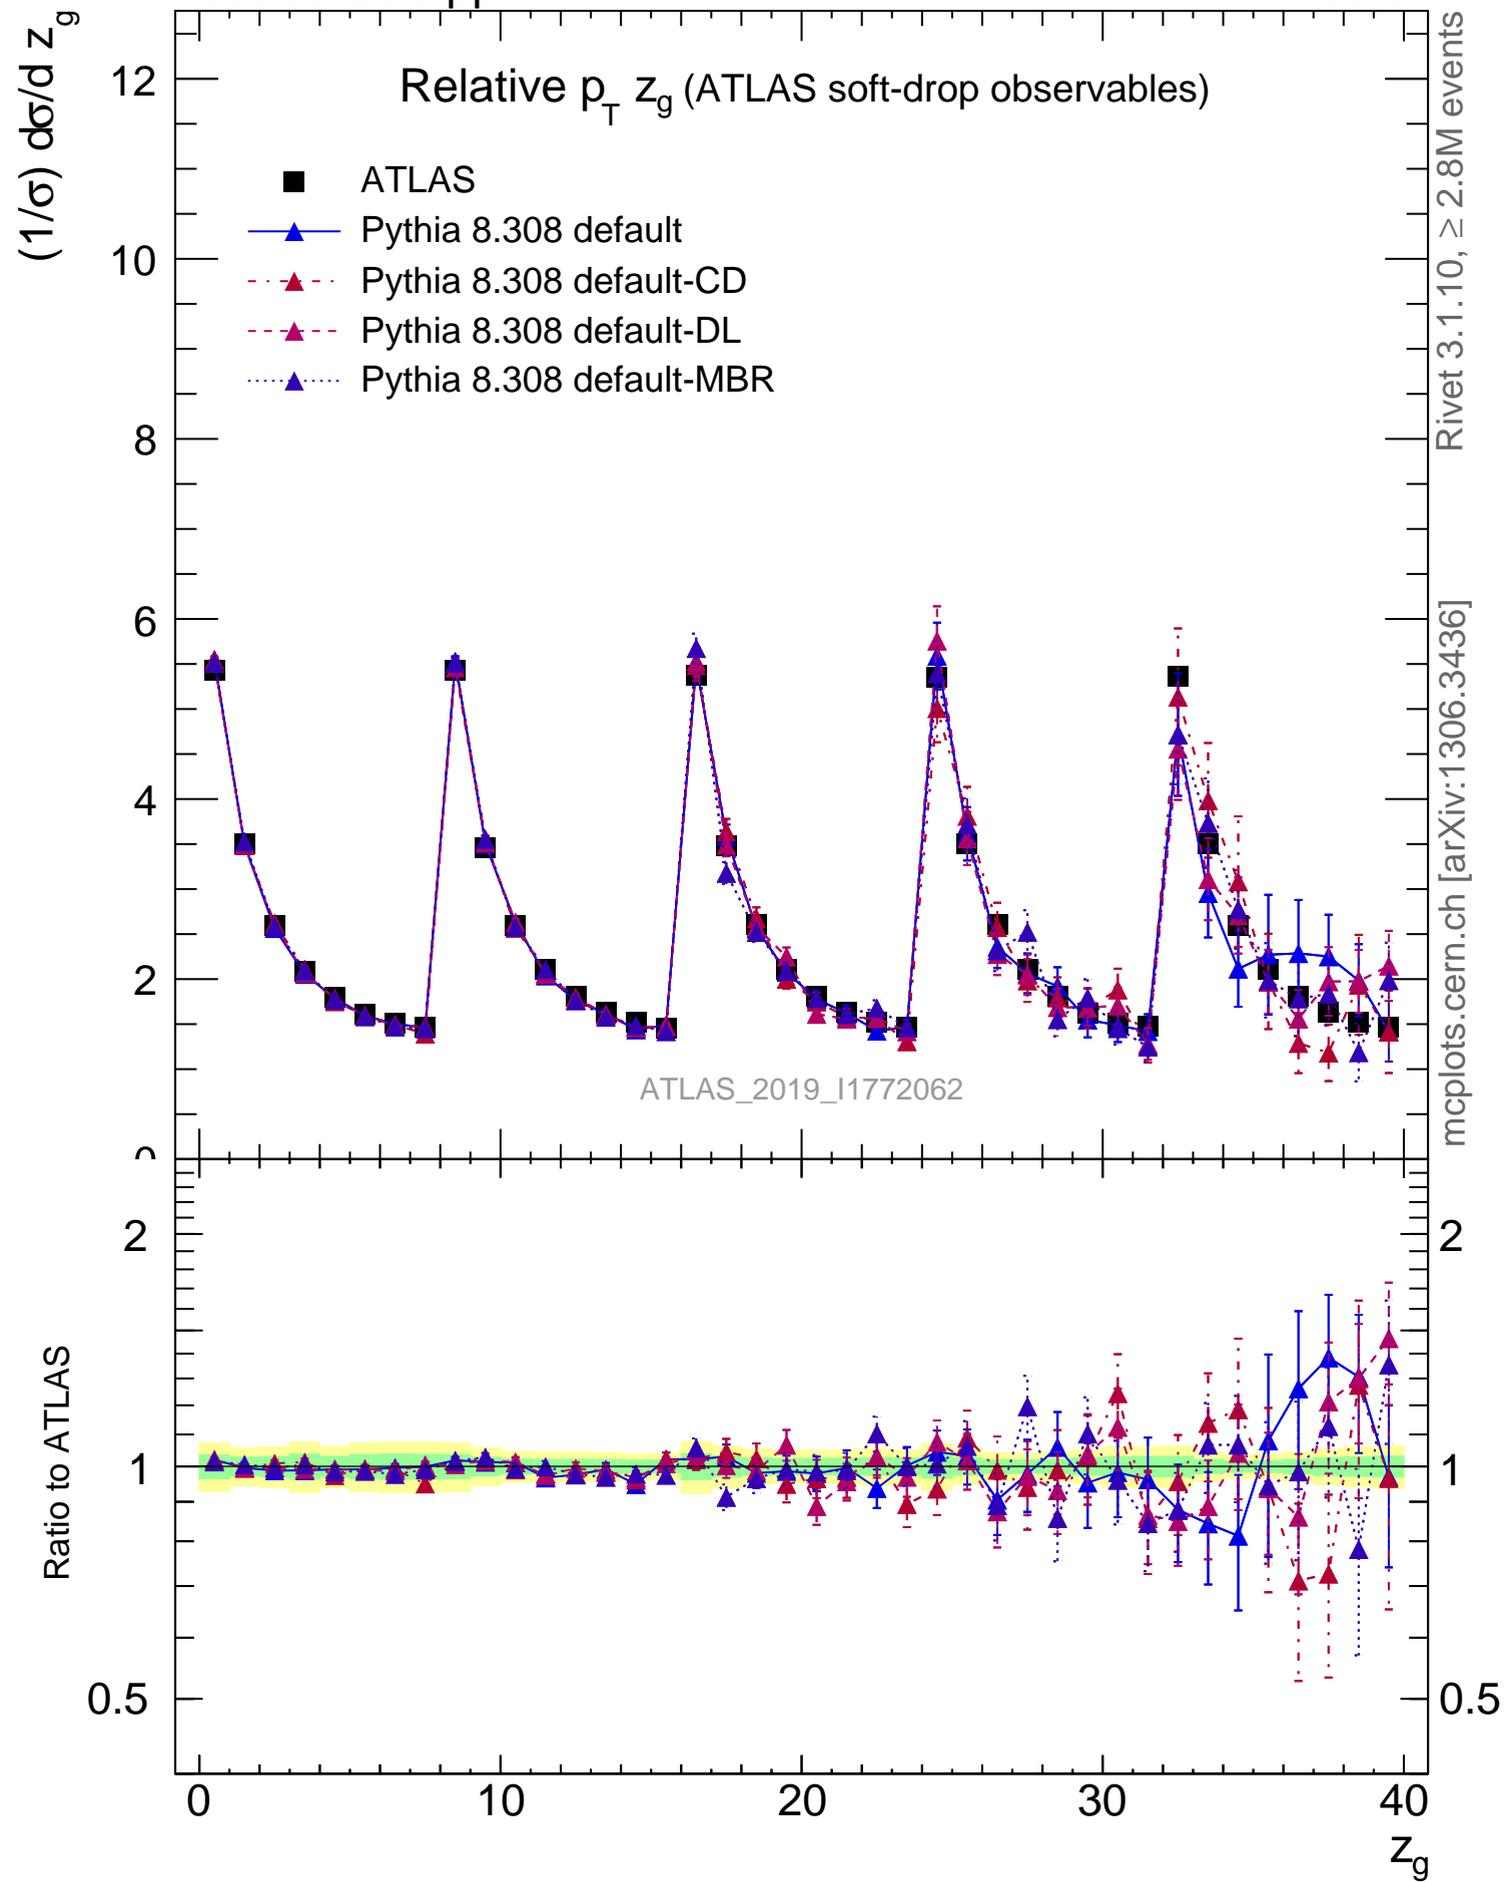 (1/σ) dσ/d z_g
Relative p_T z_g (ATLAS soft-drop observables)
ATLAS
Pythia 8.308 default
Pythia 8.308 default-CD
Pythia 8.308 default-DL
Pythia 8.308 default-MBR
12
10
8
6
4
2
0
ATLAS_2019_I1772062
Rivet 3.1.10, ≥ 2.8M events
mcplots.cern.ch [arXiv:1306.3436]
Ratio to ATLAS
2
1
0.5
2
1
0.5
0 10 20 30 40
z_g